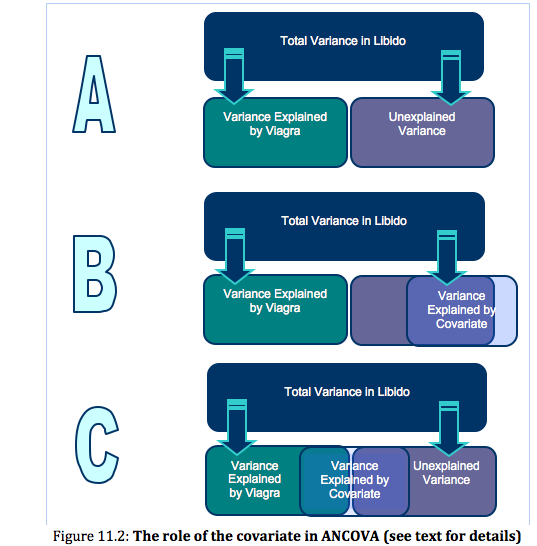 A
Total Variance in Libido
Variance Explained
by Viagra
Unexplained
Variance
B
Total Variance in Libido
Variance Explained
by Viagra
Variance
Explained by
Covariate
C
Total Variance in Libido
Variance
Explained
by Viagra
Variance
Explained by
Covariate
Unexplained
Variance
Figure 11.2: The role of the covariate in ANCOVA (see text for details)